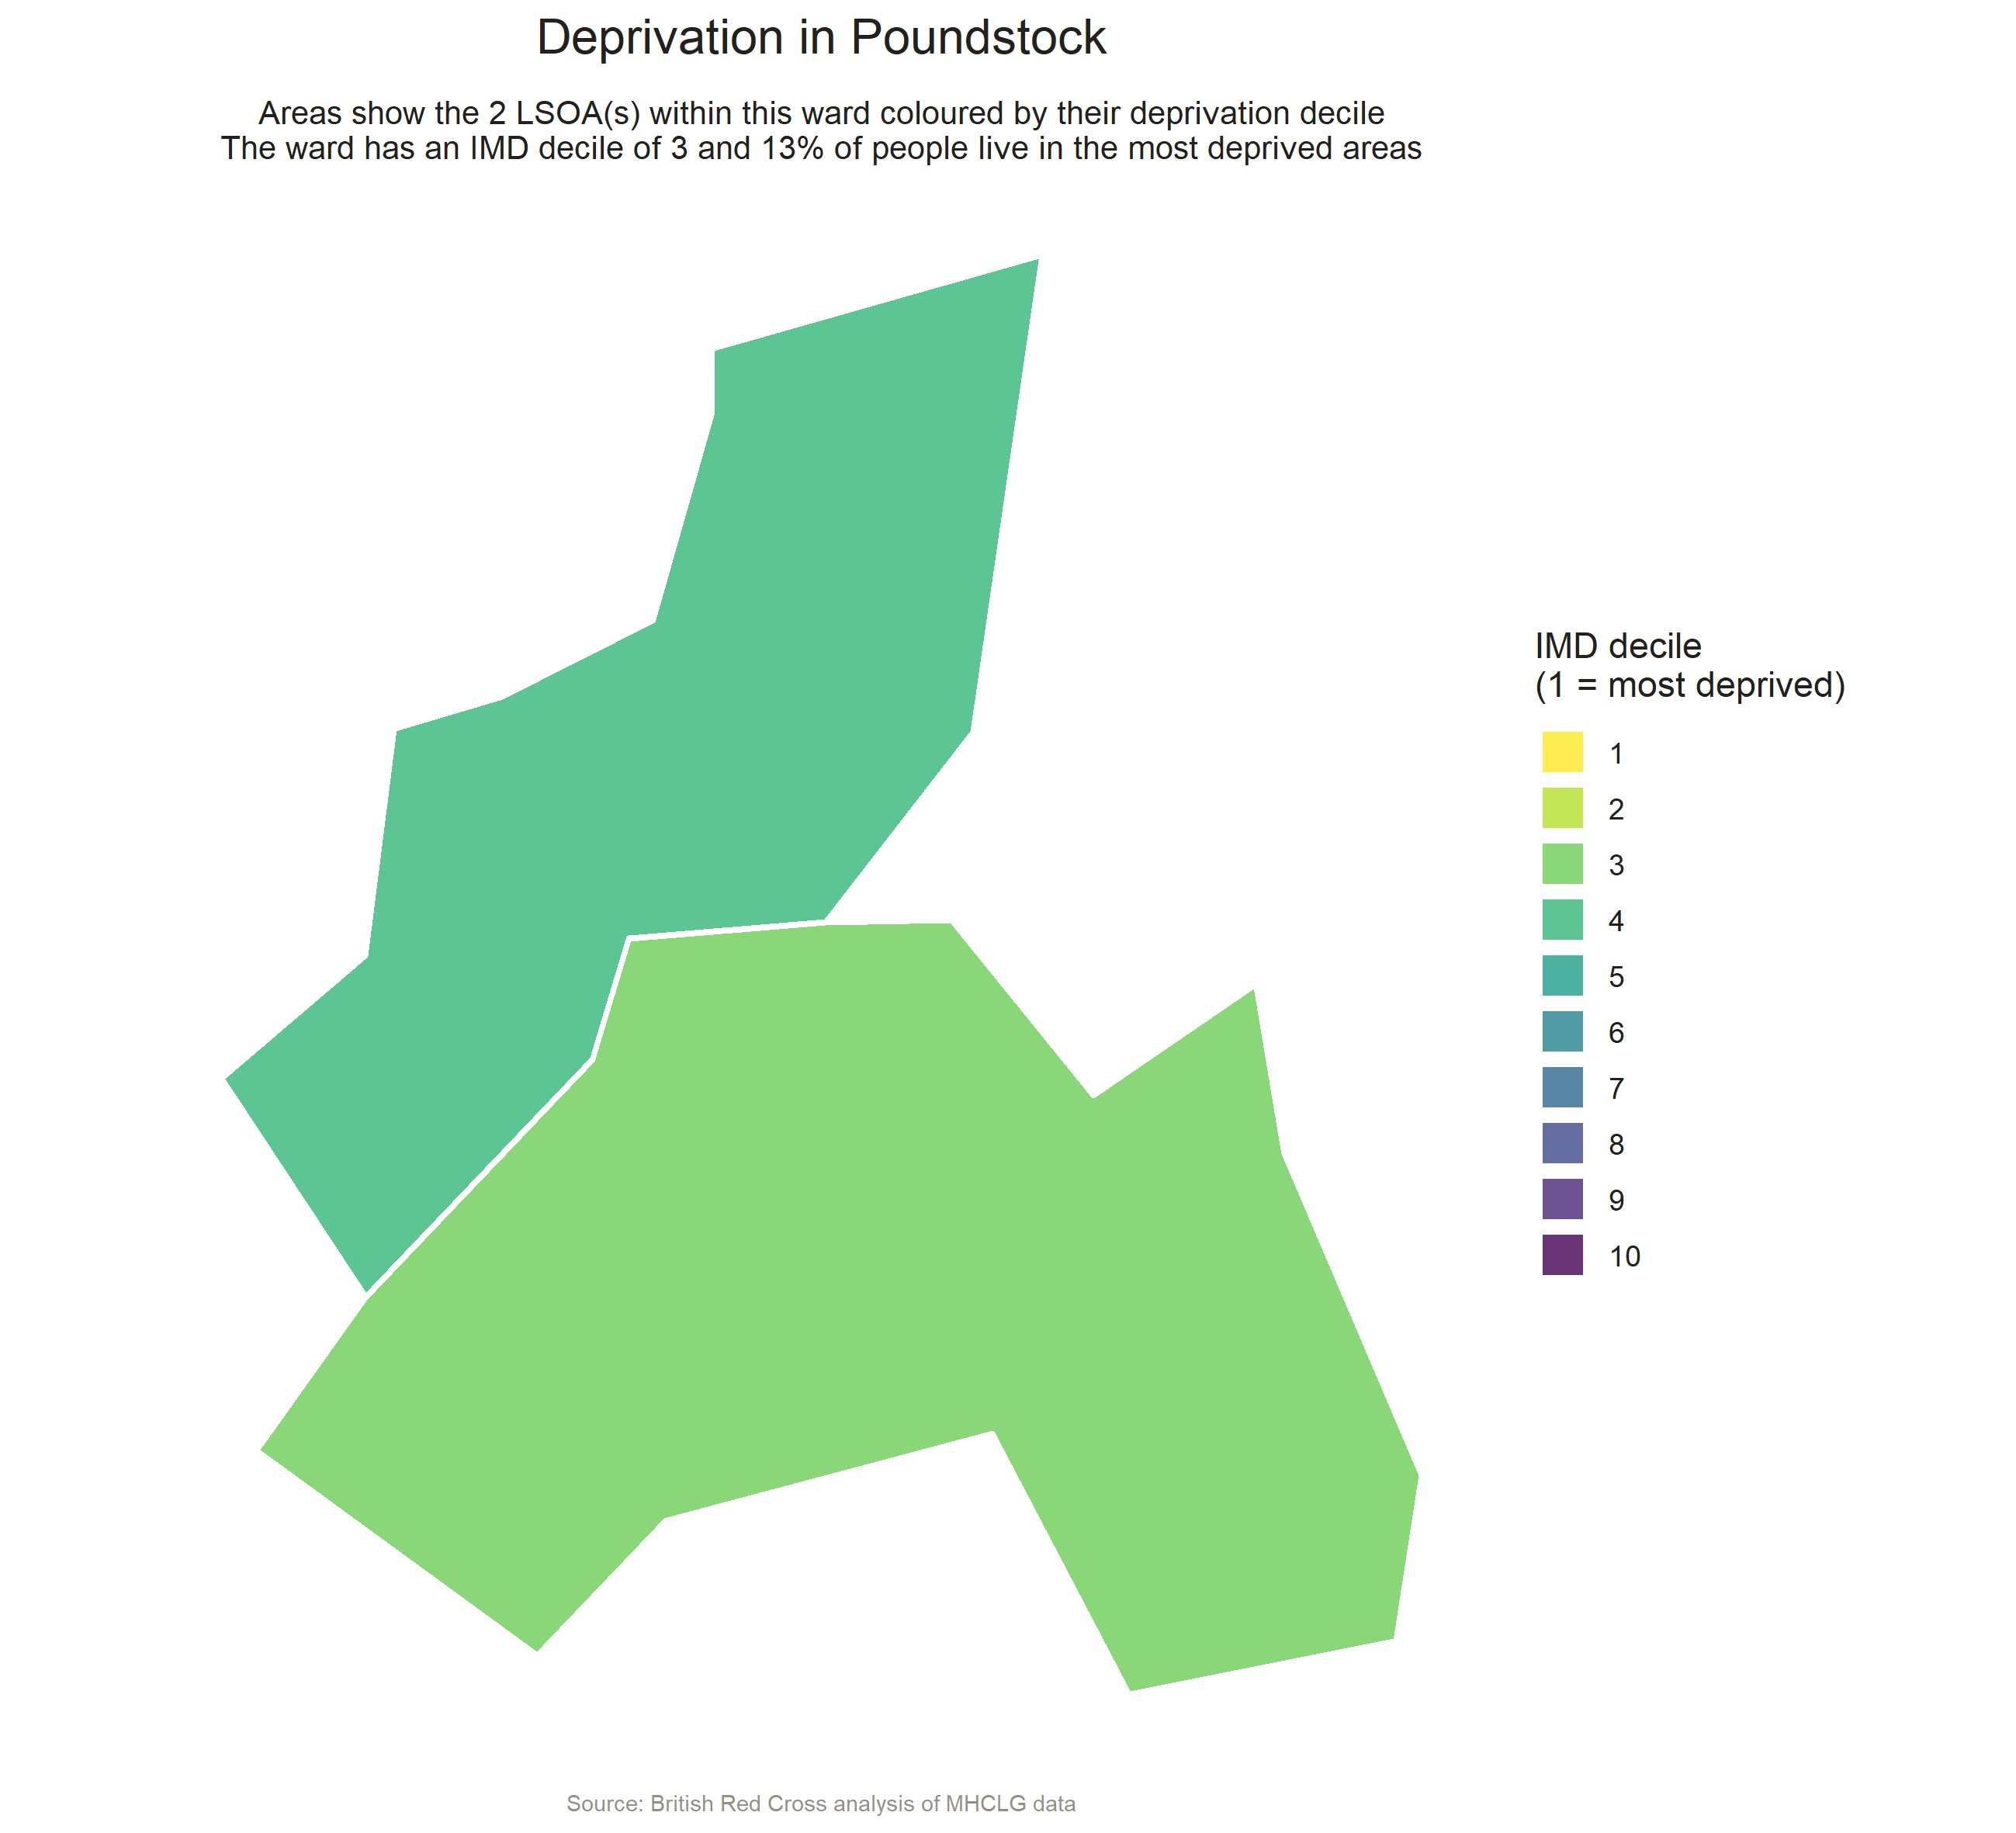 Deprivation in Poundstock
Areas show the 2 LSOA(s) within this ward coloured by their deprivation decile
The ward has an IMD decile of 3 and 13% of people live in the most deprived areas
IMD decile
(1 = most deprived)
1
2
3
4
5
6
7
8
9
10
Source: British Red Cross analysis of MHCLG data